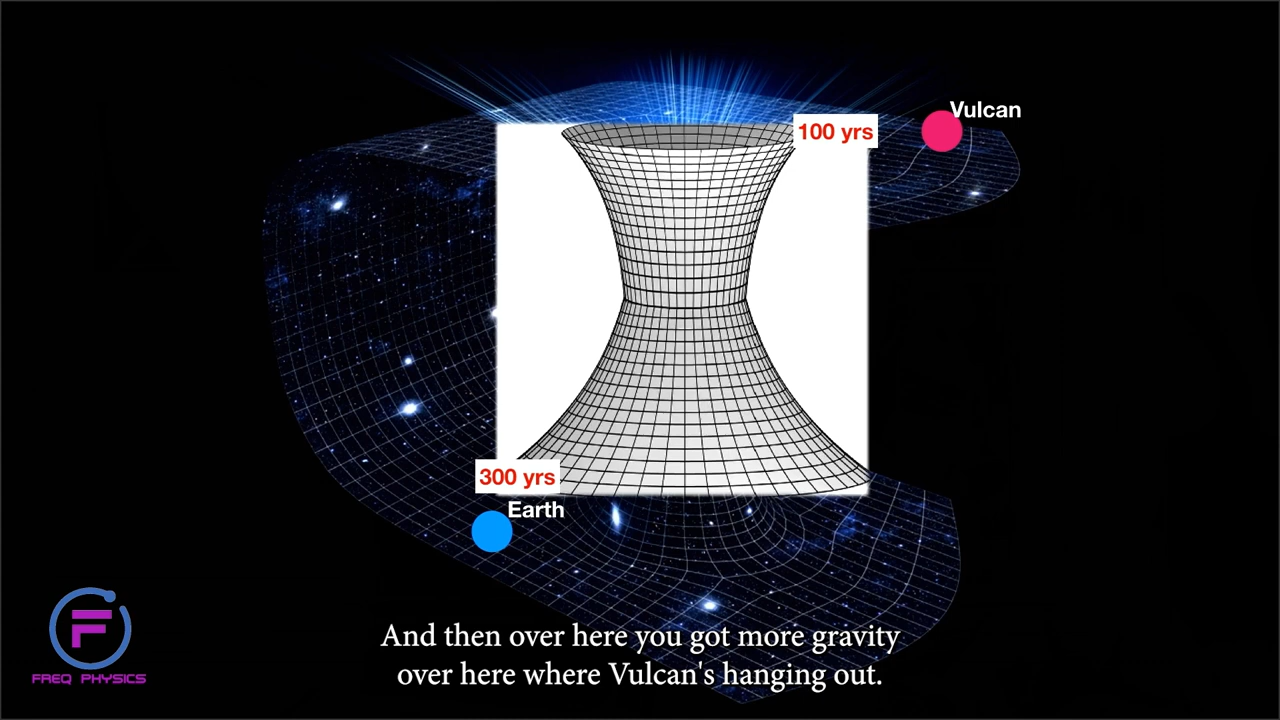 Vulcan
100 yrs
300 yrs
Earth
FREQ PHYSICS
And then over here you got more gravity
over here where Vulcan's hanging out.